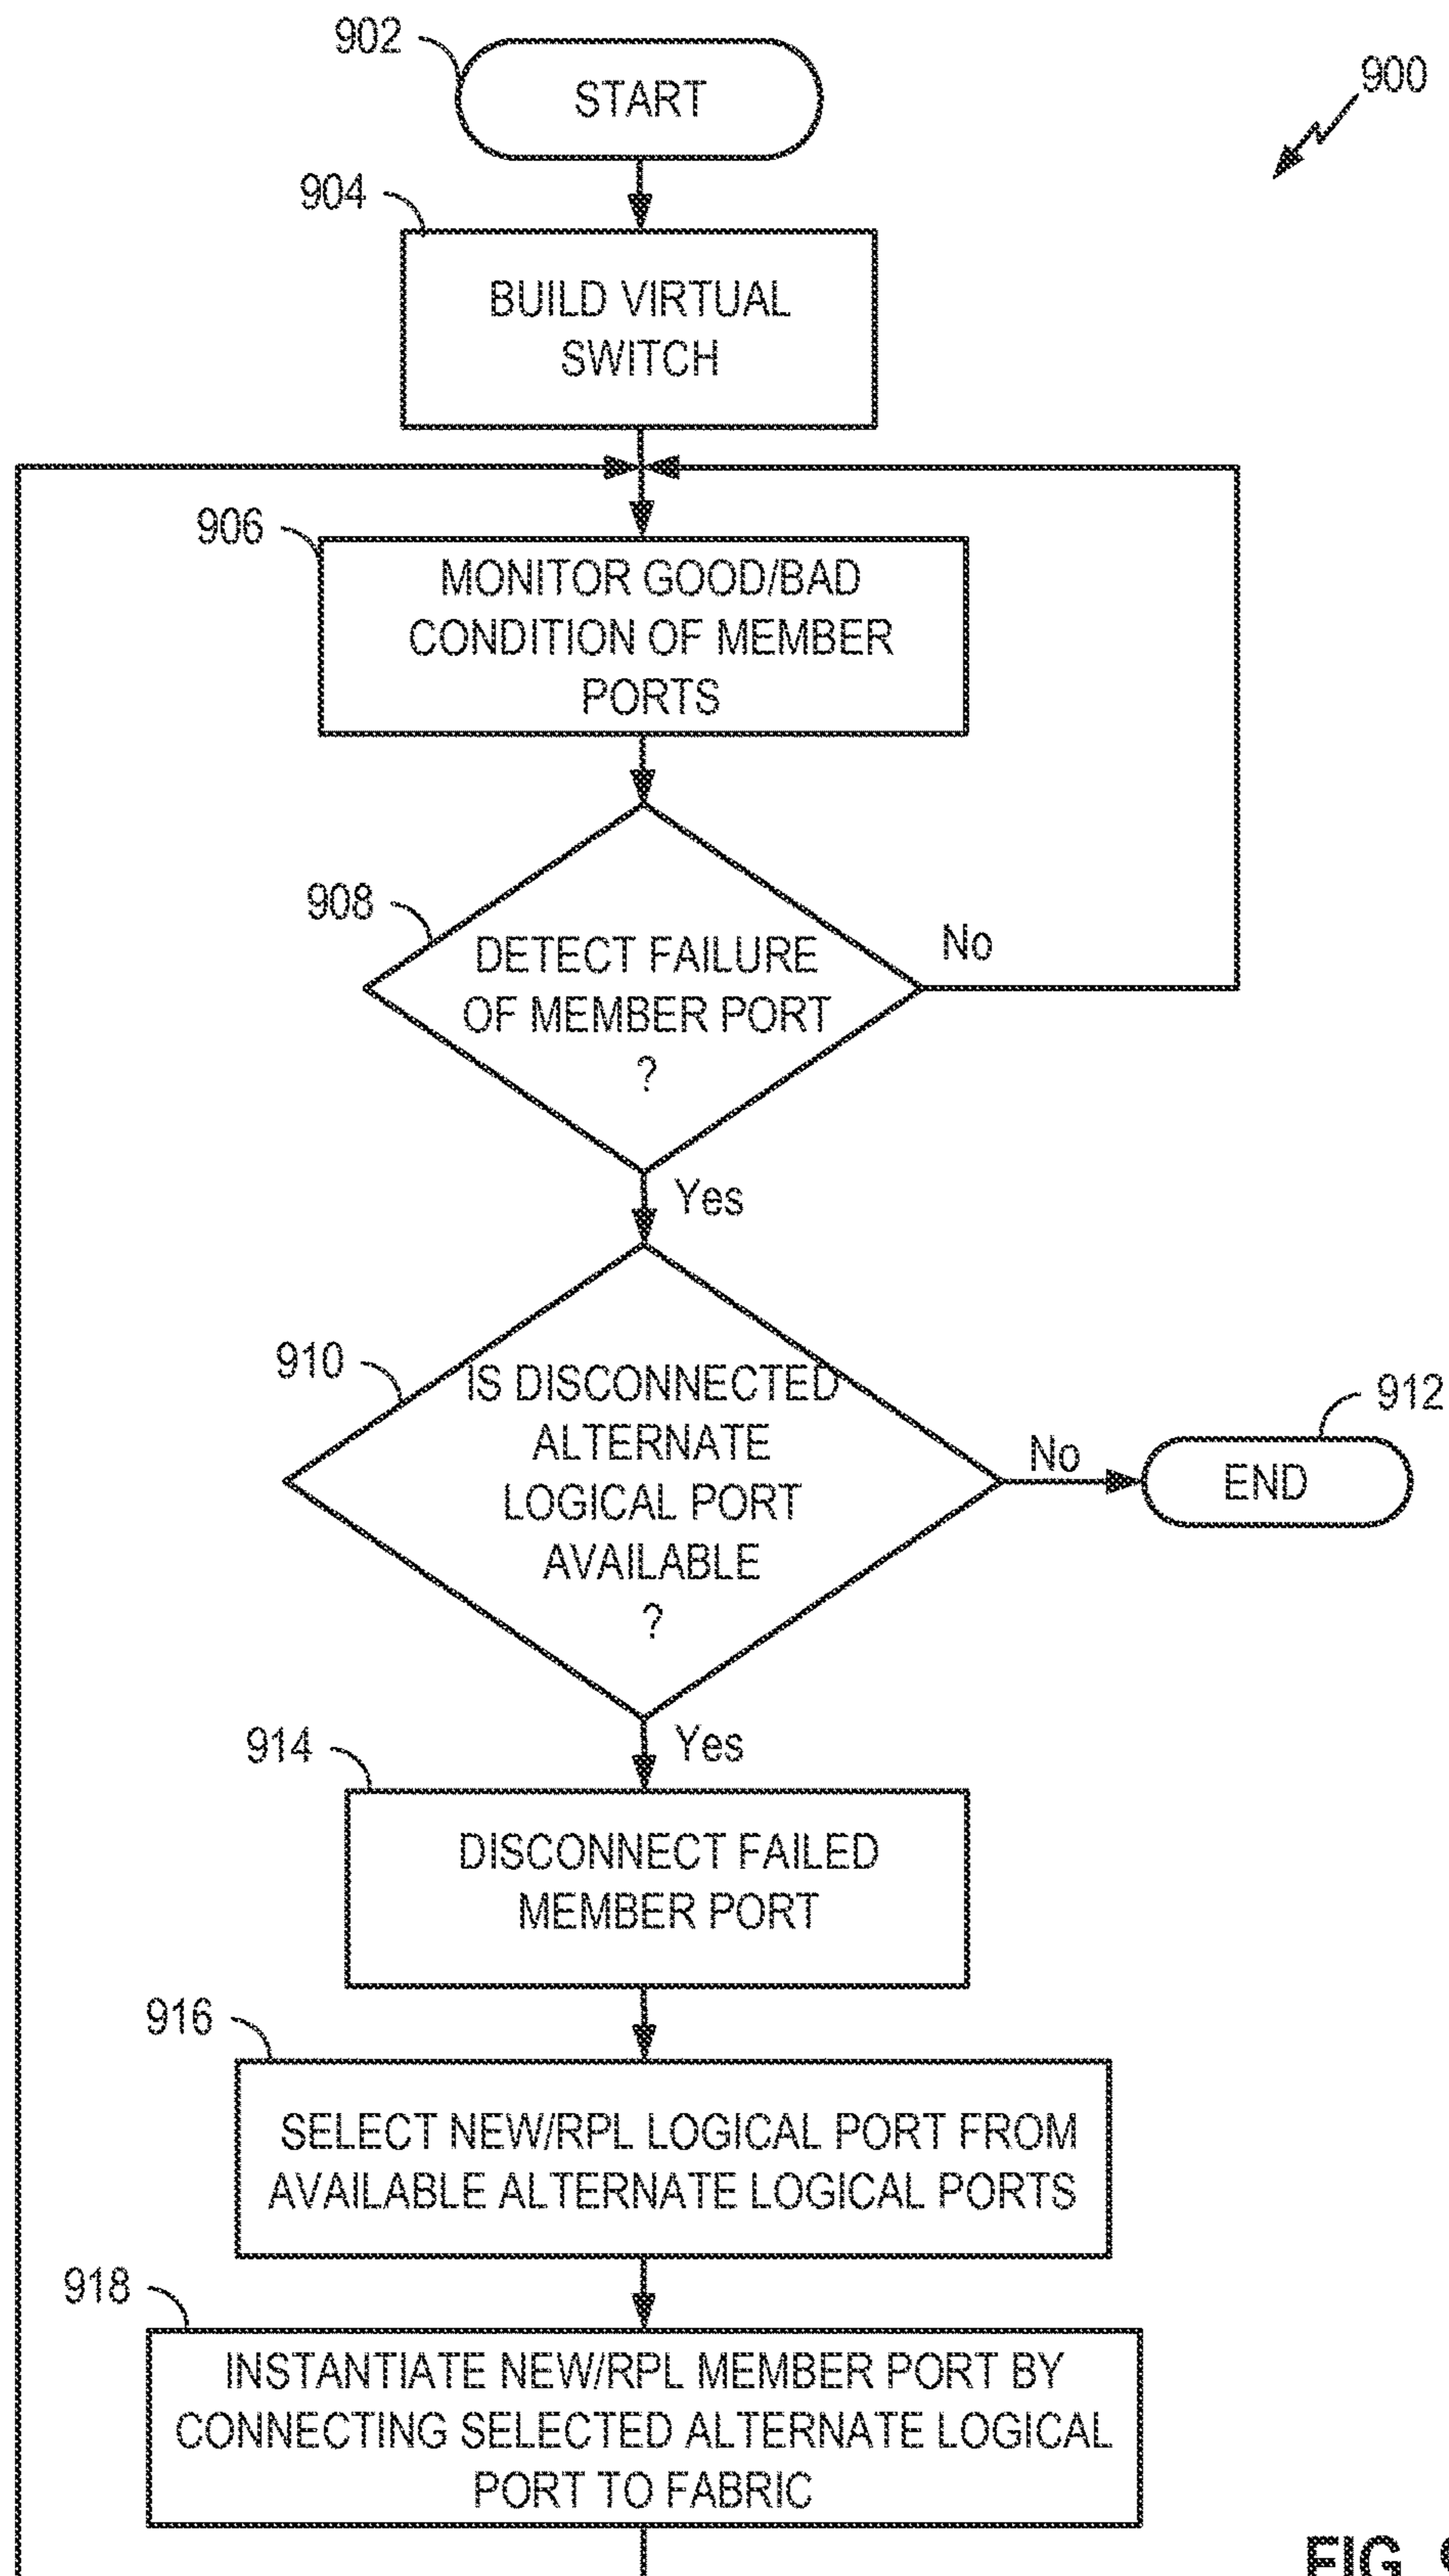 902
START
900
904
BUILD VIRTUAL
SWITCH
906
MONITOR GOOD/BAD
CONDITION OF MEMBER
PORTS
908
DETECT FAILURE
OF MEMBER PORT
?
No
Yes
910
IS DISCONNECTED
ALTERNATE
LOGICAL PORT
AVAILABLE
?
No
912
END
Yes
914
DISCONNECT FAILED
MEMBER PORT
916
SELECT NEW/RPL LOGICAL PORT FROM
AVAILABLE ALTERNATE LOGICAL PORTS
918
INSTANTIATE NEW/RPL MEMBER PORT BY
CONNECTING SELECTED ALTERNATE LOGICAL
PORT TO FABRIC
FIG.